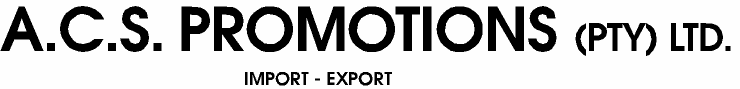 A.C.S. PROMOTIONS (PTY) LTD.
IMPORT - EXPORT